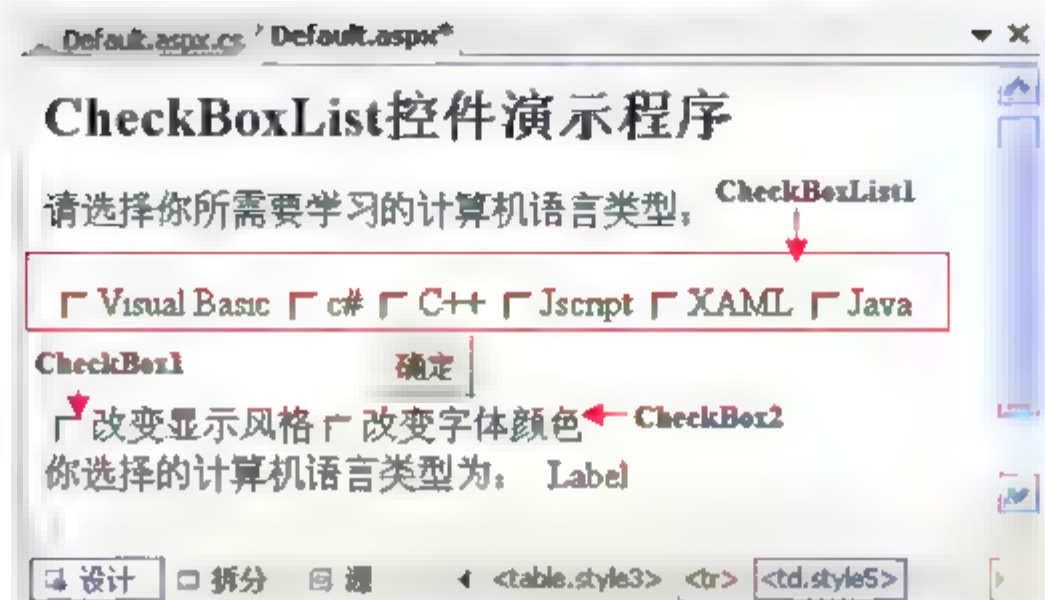 Default.aspx.cs Default.aspx*
CheckBoxList控件演示程序
请选择你所需要学习的计算机语言类型:
CheckBoxList1
Visual Basic c# C++ Jscript XAML Java
CheckBox1 确定
改变显示风格 改变字体颜色 CheckBox2
你选择的计算机语言类型为: Label
设计 拆分 源 <table.style3> <tr> <td.style5>